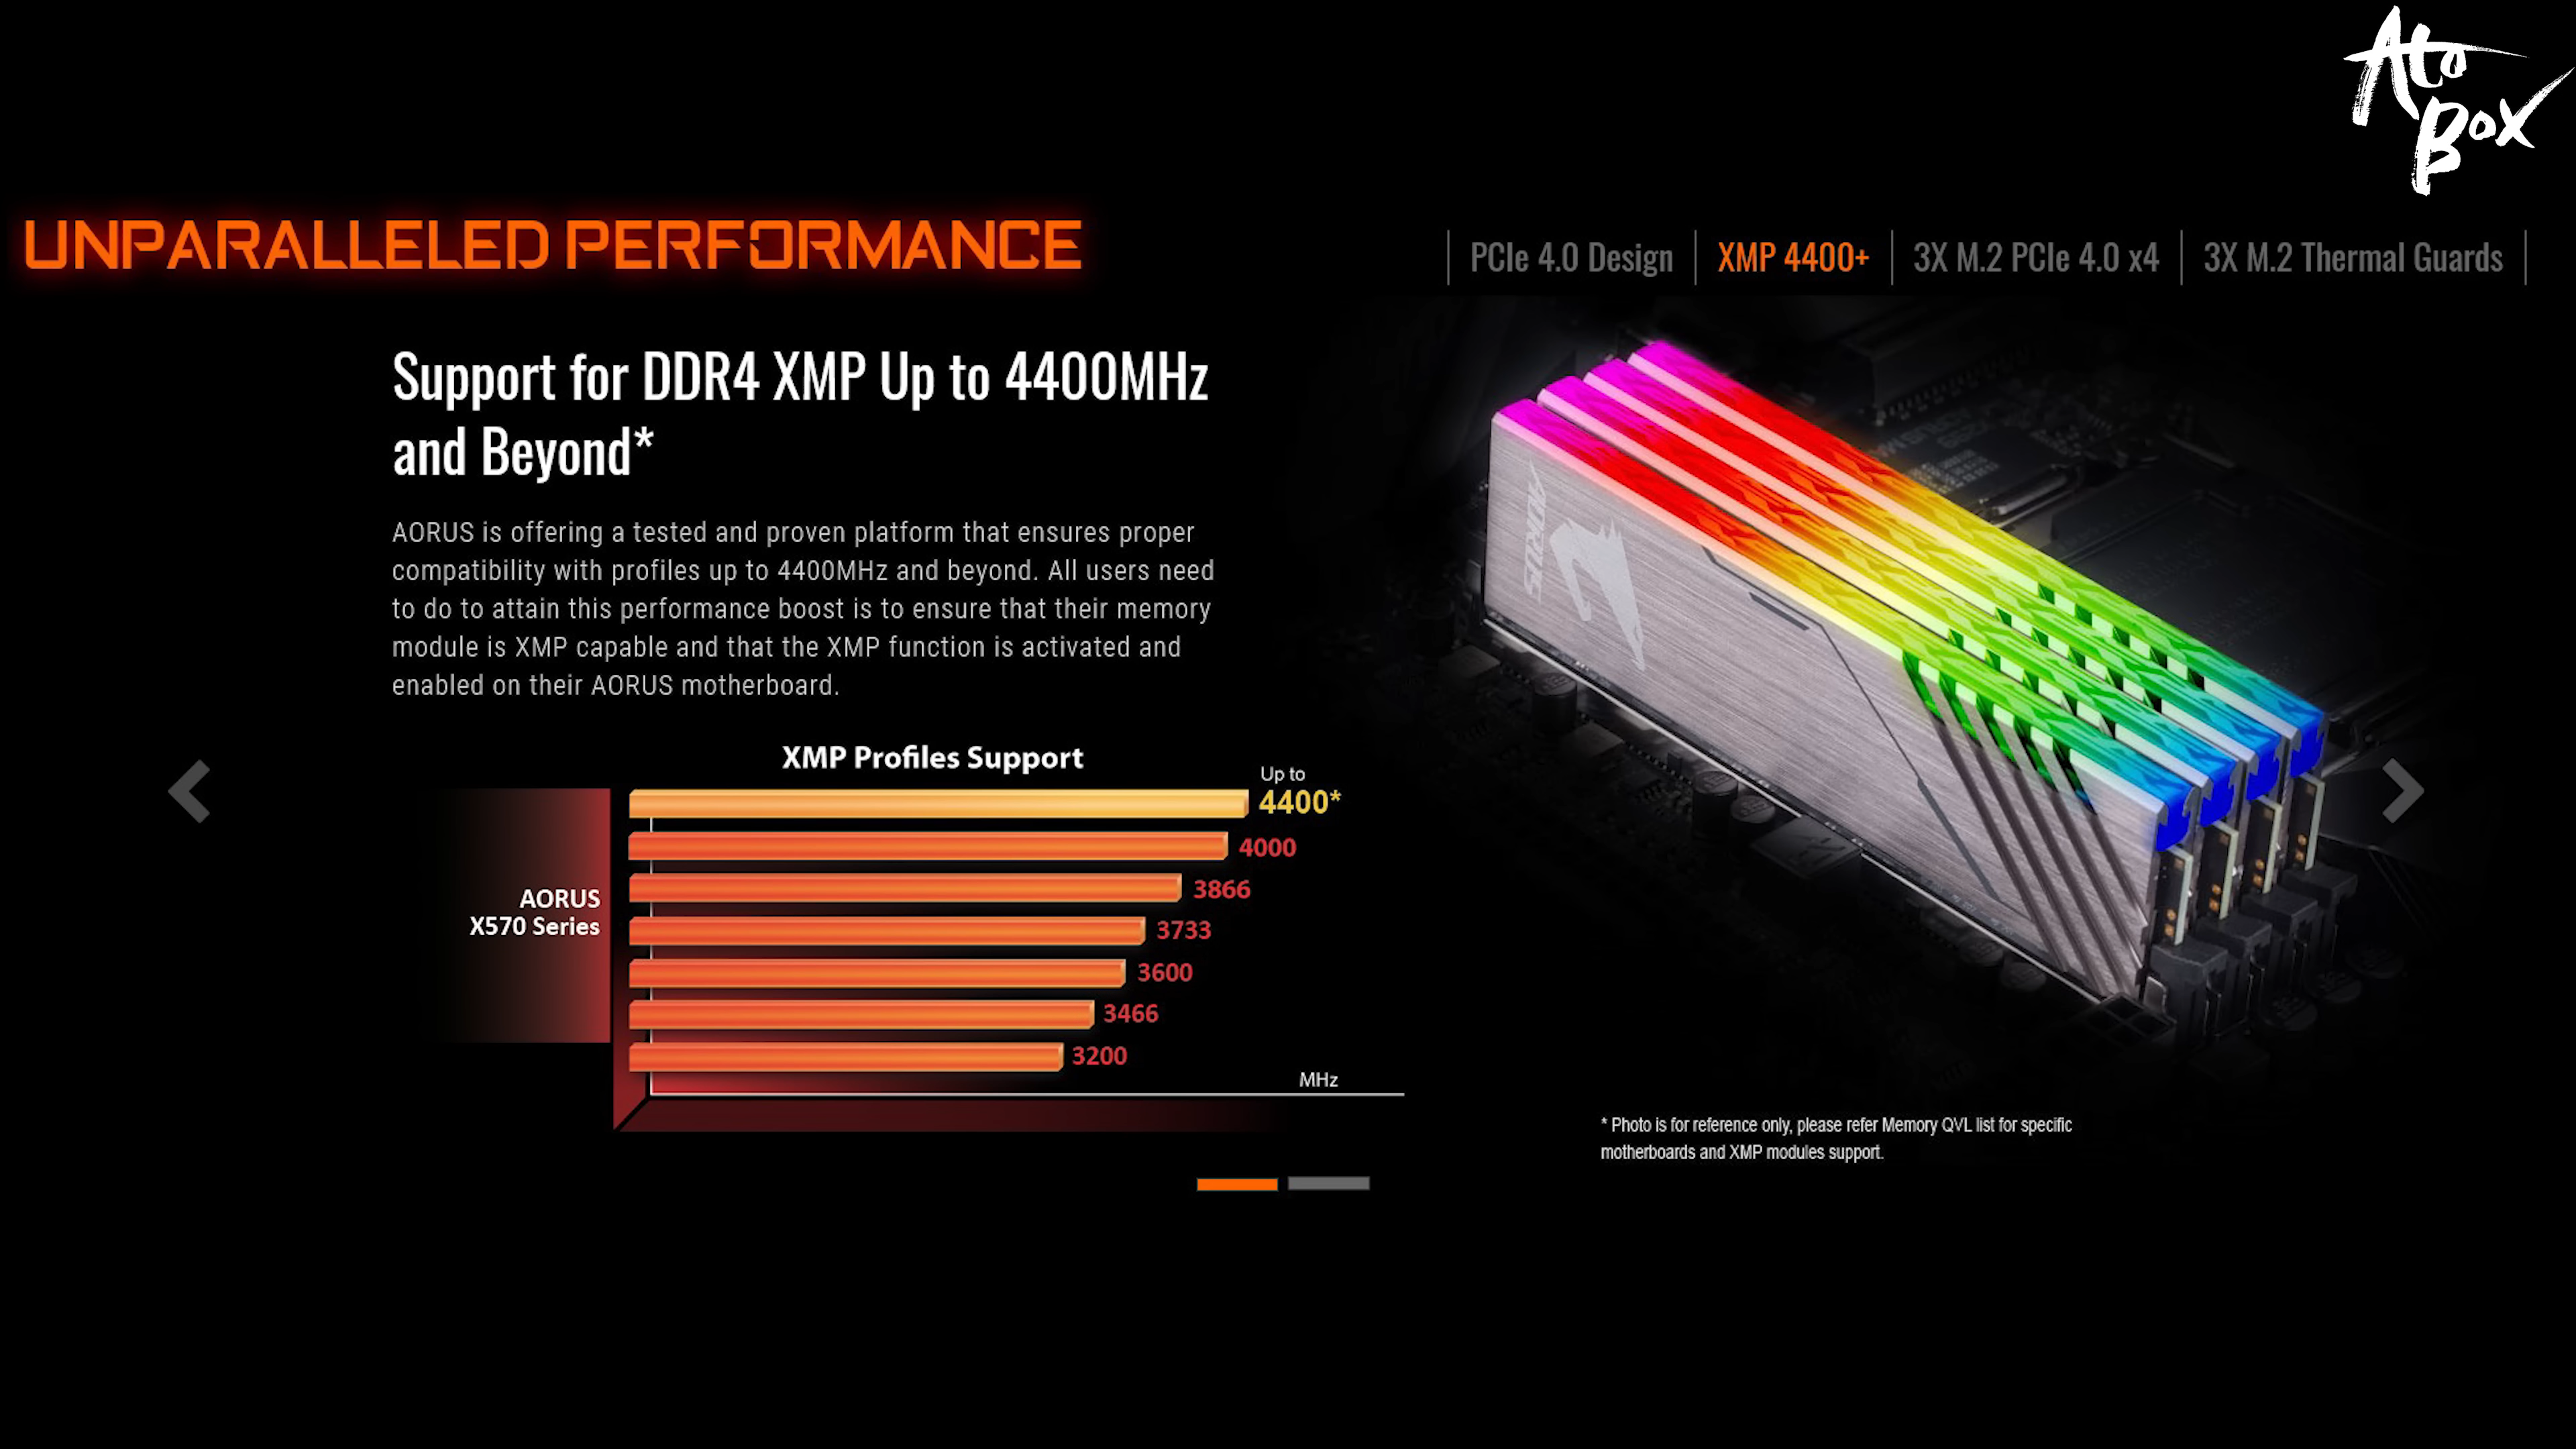 Ato
Box
UNPARALLELED PERFORMANCE
PCIe 4.0 Design
XMP 4400+
3X M.2 PCIe 4.0 x4
3X M.2 Thermal Guards
Support for DDR4 XMP Up to 4400MHz
and Beyond*
AORUS is offering a tested and proven platform that ensures proper
compatibility with profiles up to 4400MHz and beyond. All users need
to do to attain this performance boost is to ensure that their memory
module is XMP capable and that the XMP function is activated and
enabled on their AORUS motherboard.
XMP Profiles Support
Up to
4400*
4000
3866
3733
3600
3466
3200
AORUS
X570 Series
MHz
AORUS
* Photo is for reference only, please refer Memory QVL list for specific
motherboards and XMP modules support.